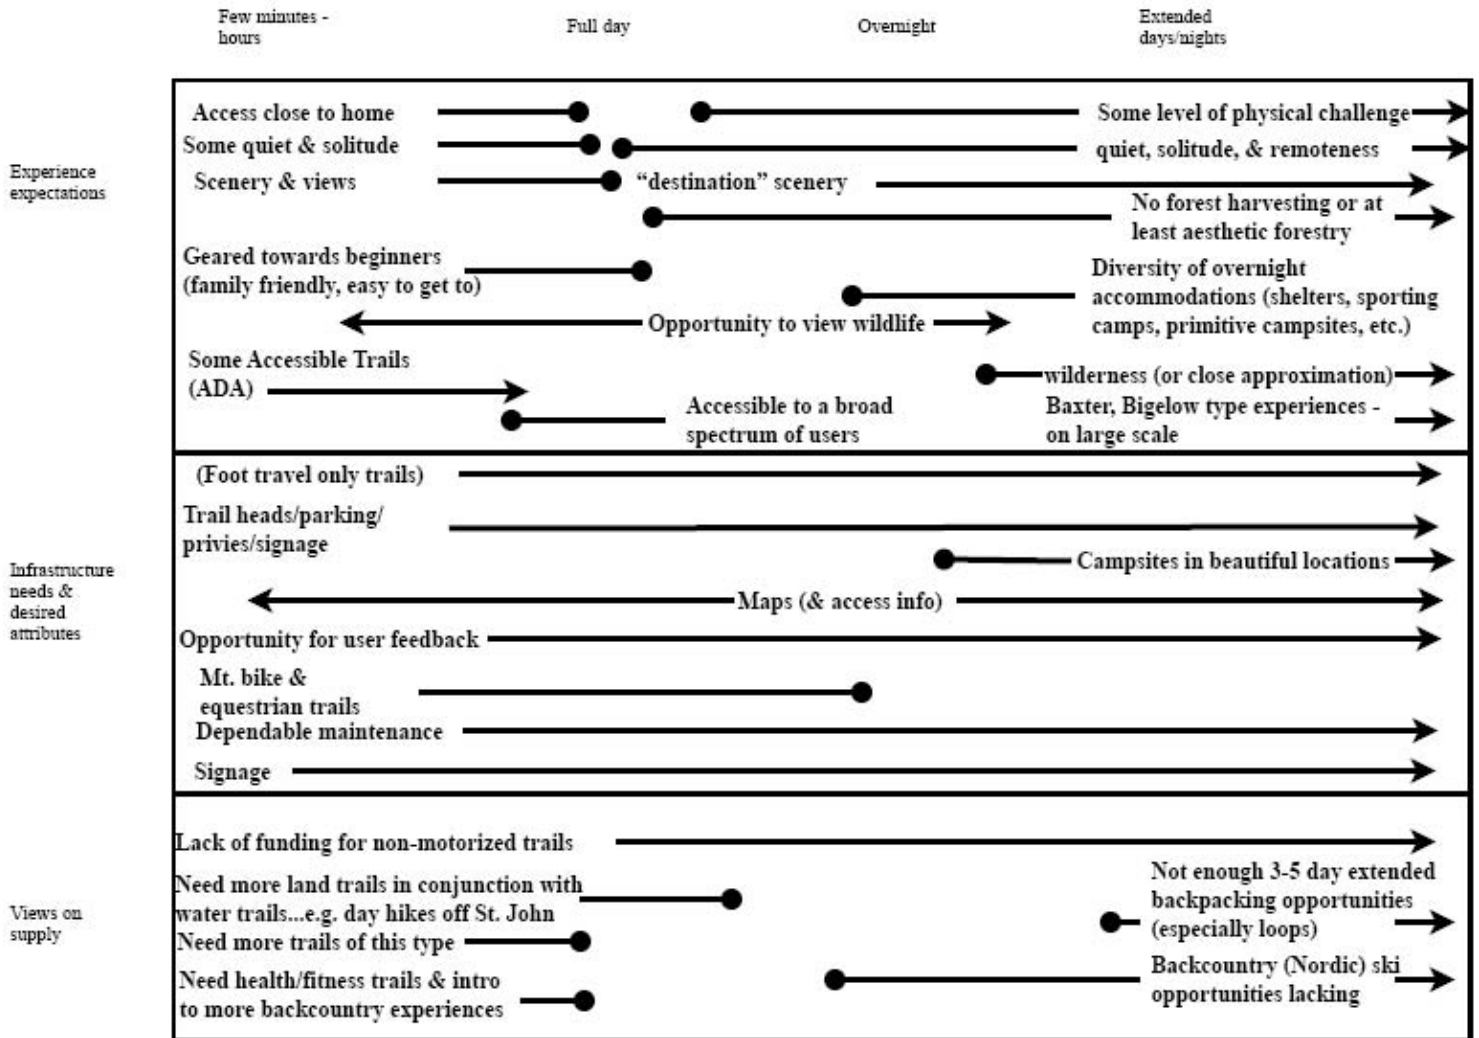 Few minutes -
hours
Full day
Overnight
Extended
days/nights
Experience
expectations
Access close to home
Some level of physical challenge
Some quiet & solitude
quiet, solitude, & remoteness
Scenery & views
“destination” scenery
No forest harvesting or at
least aesthetic forestry
Geared towards beginners
(family friendly, easy to get to)
Diversity of overnight
accommodations (shelters, sporting
camps, primitive campsites, etc.)
Opportunity to view wildlife
Some Accessible Trails
(ADA)
wilderness (or close approximation)
Accessible to a broad
spectrum of users
Baxter, Bigelow type experiences -
on large scale
Infrastructure
needs &
desired
attributes
(Foot travel only trails)
Trail heads/parking/
privies/signage
Campsites in beautiful locations
Maps (& access info)
Opportunity for user feedback
Mt. bike &
equestrian trails
Dependable maintenance
Signage
Views on
supply
Lack of funding for non-motorized trails
Need more land trails in conjunction with
water trails...e.g. day hikes off St. John
Not enough 3-5 day extended
backpacking opportunities
(especially loops)
Need more trails of this type
Need health/fitness trails & intro
to more backcountry experiences
Backcountry (Nordic) ski
opportunities lacking